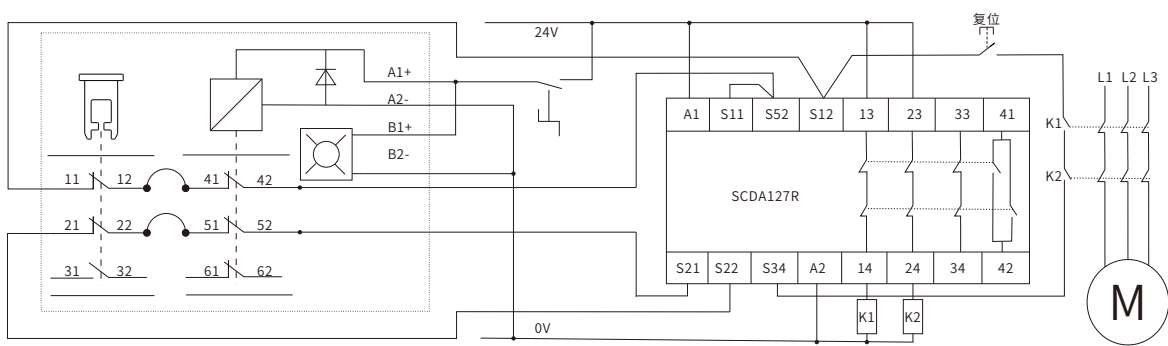 复位
24V
L1 L2 L3
A1+
A2-
A1 S11 S52 S12 13 23 33 41
B1+
K1
B2-
11 12 41 42
K2
SCDA127R
21 22 51 52
31 32 61 62
S21 S22 S34 A2 14 24 34 42
M
K1 K2
0V